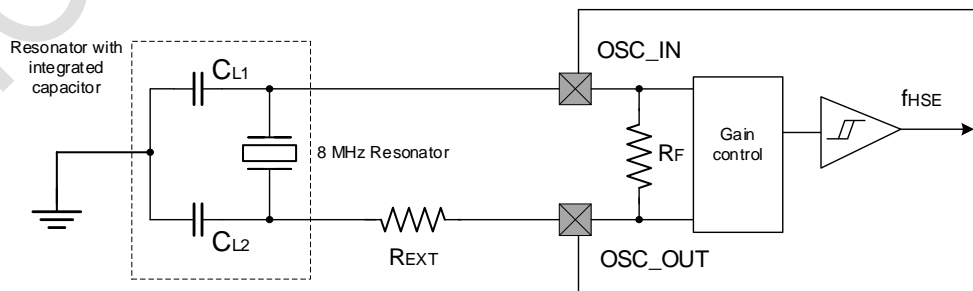 Resonator with
integrated
capacitor
CL1
OSC_IN
fHSE
8 MHz Resonator
RF
Gain
control
CL2
REXT
OSC_OUT